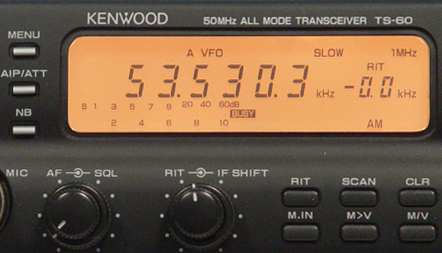 KENWOOD 50MHz ALL MODE TRANSCEIVER TS-60
MENU
A VFO SLOW 1MHz
AIP/ATT
RIT
53.530.3 kHz -0.0 kHz
S 1 3 5 7 9 20 40 60dB
BUSY
NB
2 4 6 8 10 AM
MIC AF SQL RIT IF SHIFT RIT SCAN CLR
M.IN M>V M/V